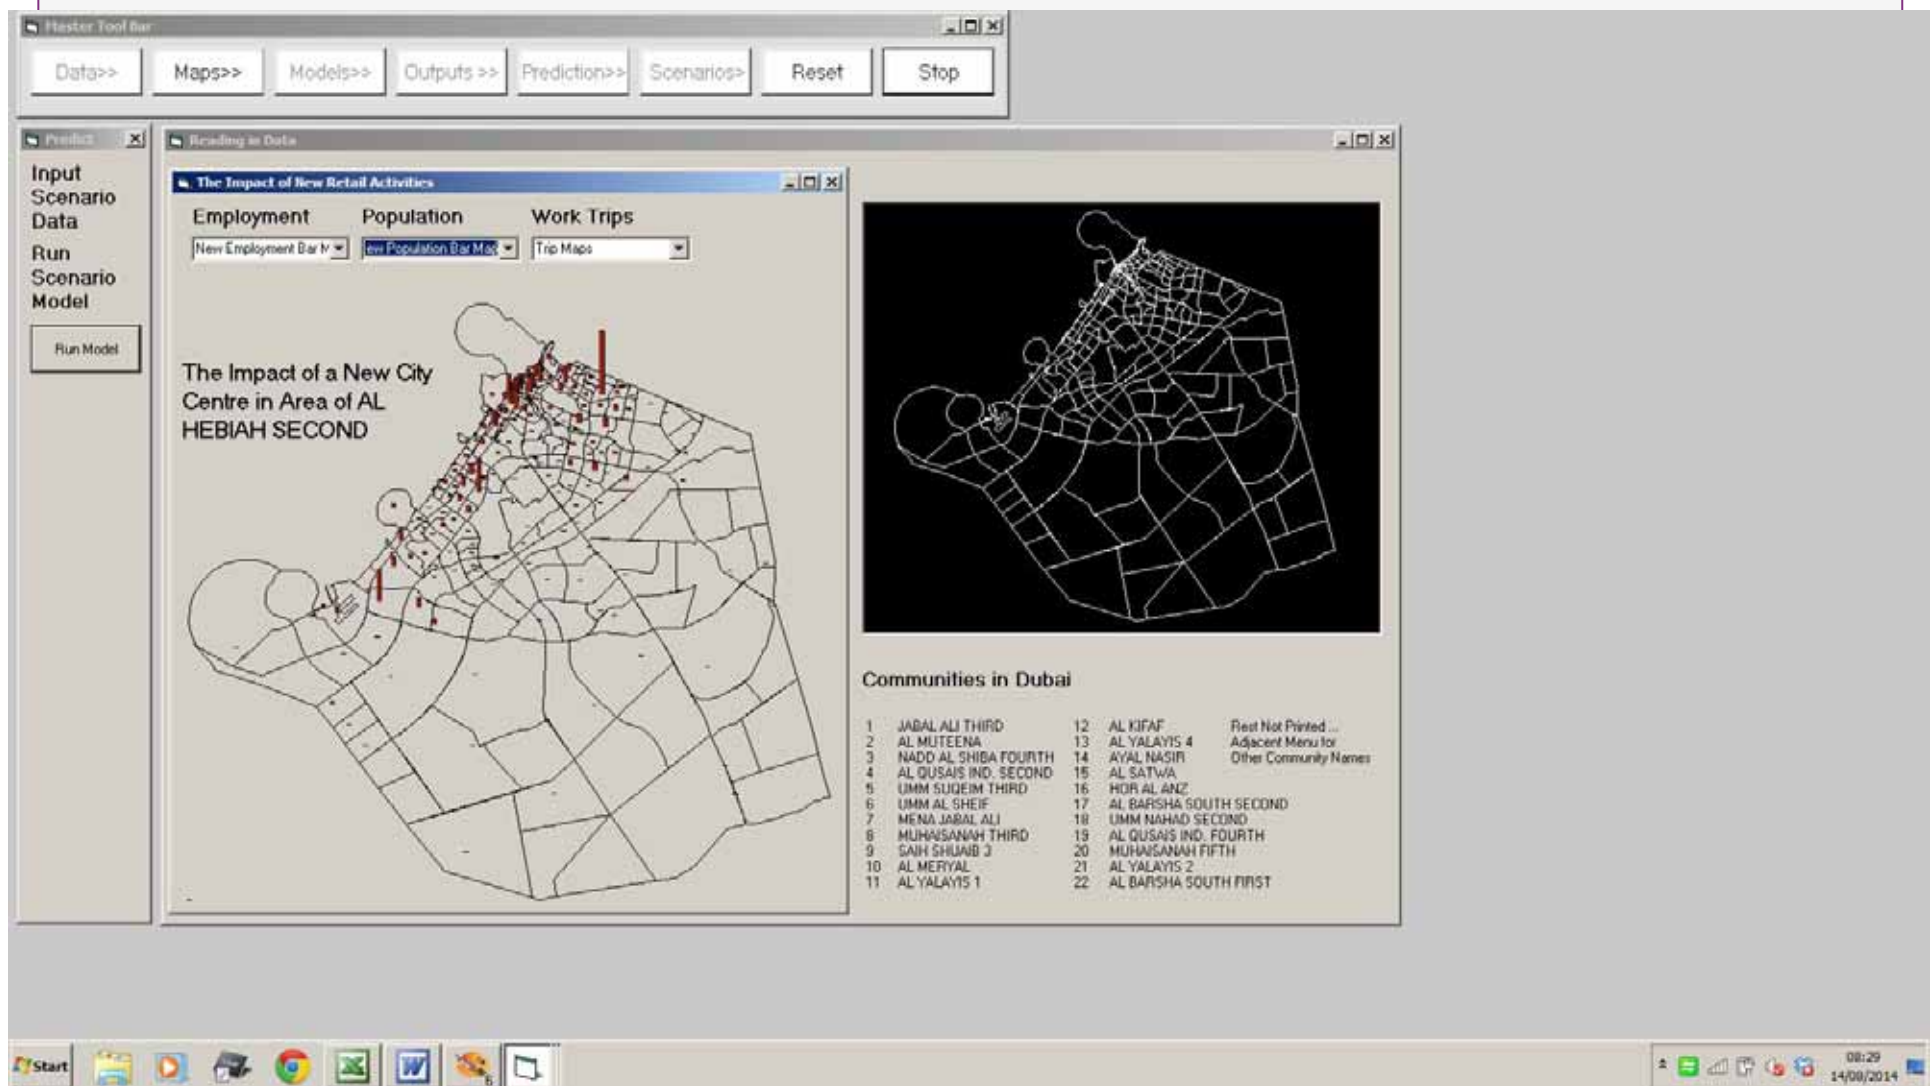 Master Tool Bar
Data>>
Maps>>
Models>>
Outputs >>
Prediction>>
Scenarios>
Reset
Stop
Predict
Input
Scenario
Data
Run
Scenario
Model
Run Model
Reading in Data
The Impact of New Retail Activities
Employment
Population
Work Trips
New Employment Bar M
ew Population Bar Map
Trip Maps
The Impact of a New City
Centre in Area of AL
HEBIAH SECOND
Communities in Dubai
1 JABAL ALI THIRD
2 AL MUTEENA
3 NADD AL SHIBA FOURTH
4 AL QUSAIS IND. SECOND
5 UMM SUQEIM THIRD
6 UMM AL SHEIF
7 MENA JABAL ALI
8 MUHAISANAH THIRD
9 SAIH SHUAIB 3
10 AL MERYAL
11 AL YALAYIS 1
12 AL KIFAF
13 AL YALAYIS 4
14 AYAL NASIR
15 AL SATWA
16 HOR AL ANZ
17 AL BARSHA SOUTH SECOND
18 UMM NAHAD SECOND
19 AL QUSAIS IND. FOURTH
20 MUHAISANAH FIFTH
21 AL YALAYIS 2
22 AL BARSHA SOUTH FIRST
Rest Not Printed ...
Adjacent Menu for
Other Community Names
Start
6
08:29
14/08/2014